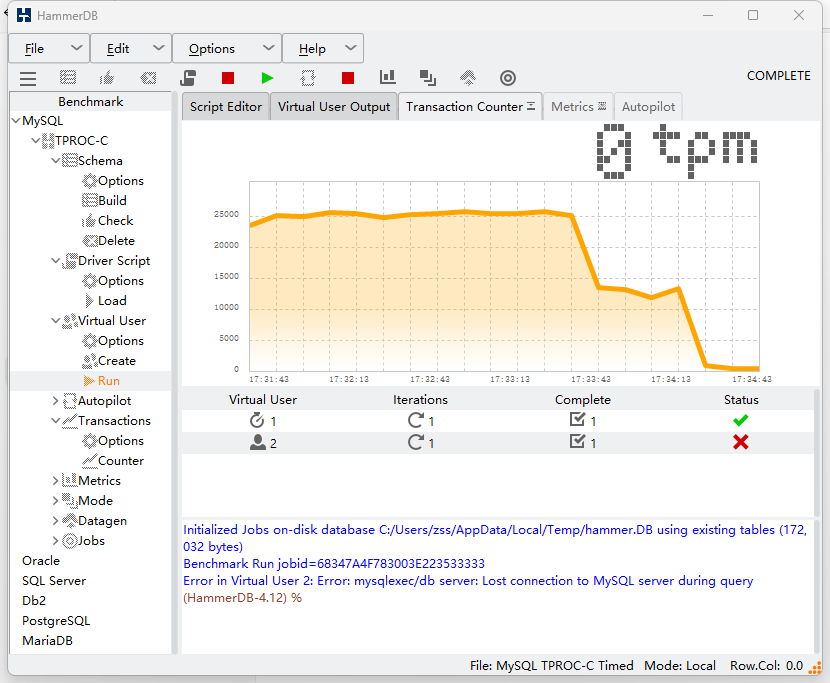 HammerDB
File Edit Options Help
COMPLETE
Benchmark
MySQL
TPROC-C
Schema
Options
Build
Check
Delete
Driver Script
Options
Load
Virtual User
Options
Create
Run
Autopilot
Transactions
Options
Counter
Metrics
Mode
Datagen
Jobs
Oracle
SQL Server
Db2
PostgreSQL
MariaDB
Script Editor Virtual User Output Transaction Counter Metrics Autopilot
0 tpm
25000
20000
15000
10000
5000
0
17:31:43 17:32:13 17:32:43 17:33:13 17:33:43 17:34:13 17:34:43
Virtual User Iterations Complete Status
1 1 1
2 1 1
Initialized Jobs on-disk database C:/Users/zss/AppData/Local/Temp/hammer.DB using existing tables (172,
032 bytes)
Benchmark Run jobid=68347A4F783003E223533333
Error in Virtual User 2: Error: mysqlexec/db server: Lost connection to MySQL server during query
(HammerDB-4.12) %
File: MySQL TPROC-C Timed Mode: Local Row.Col: 0.0